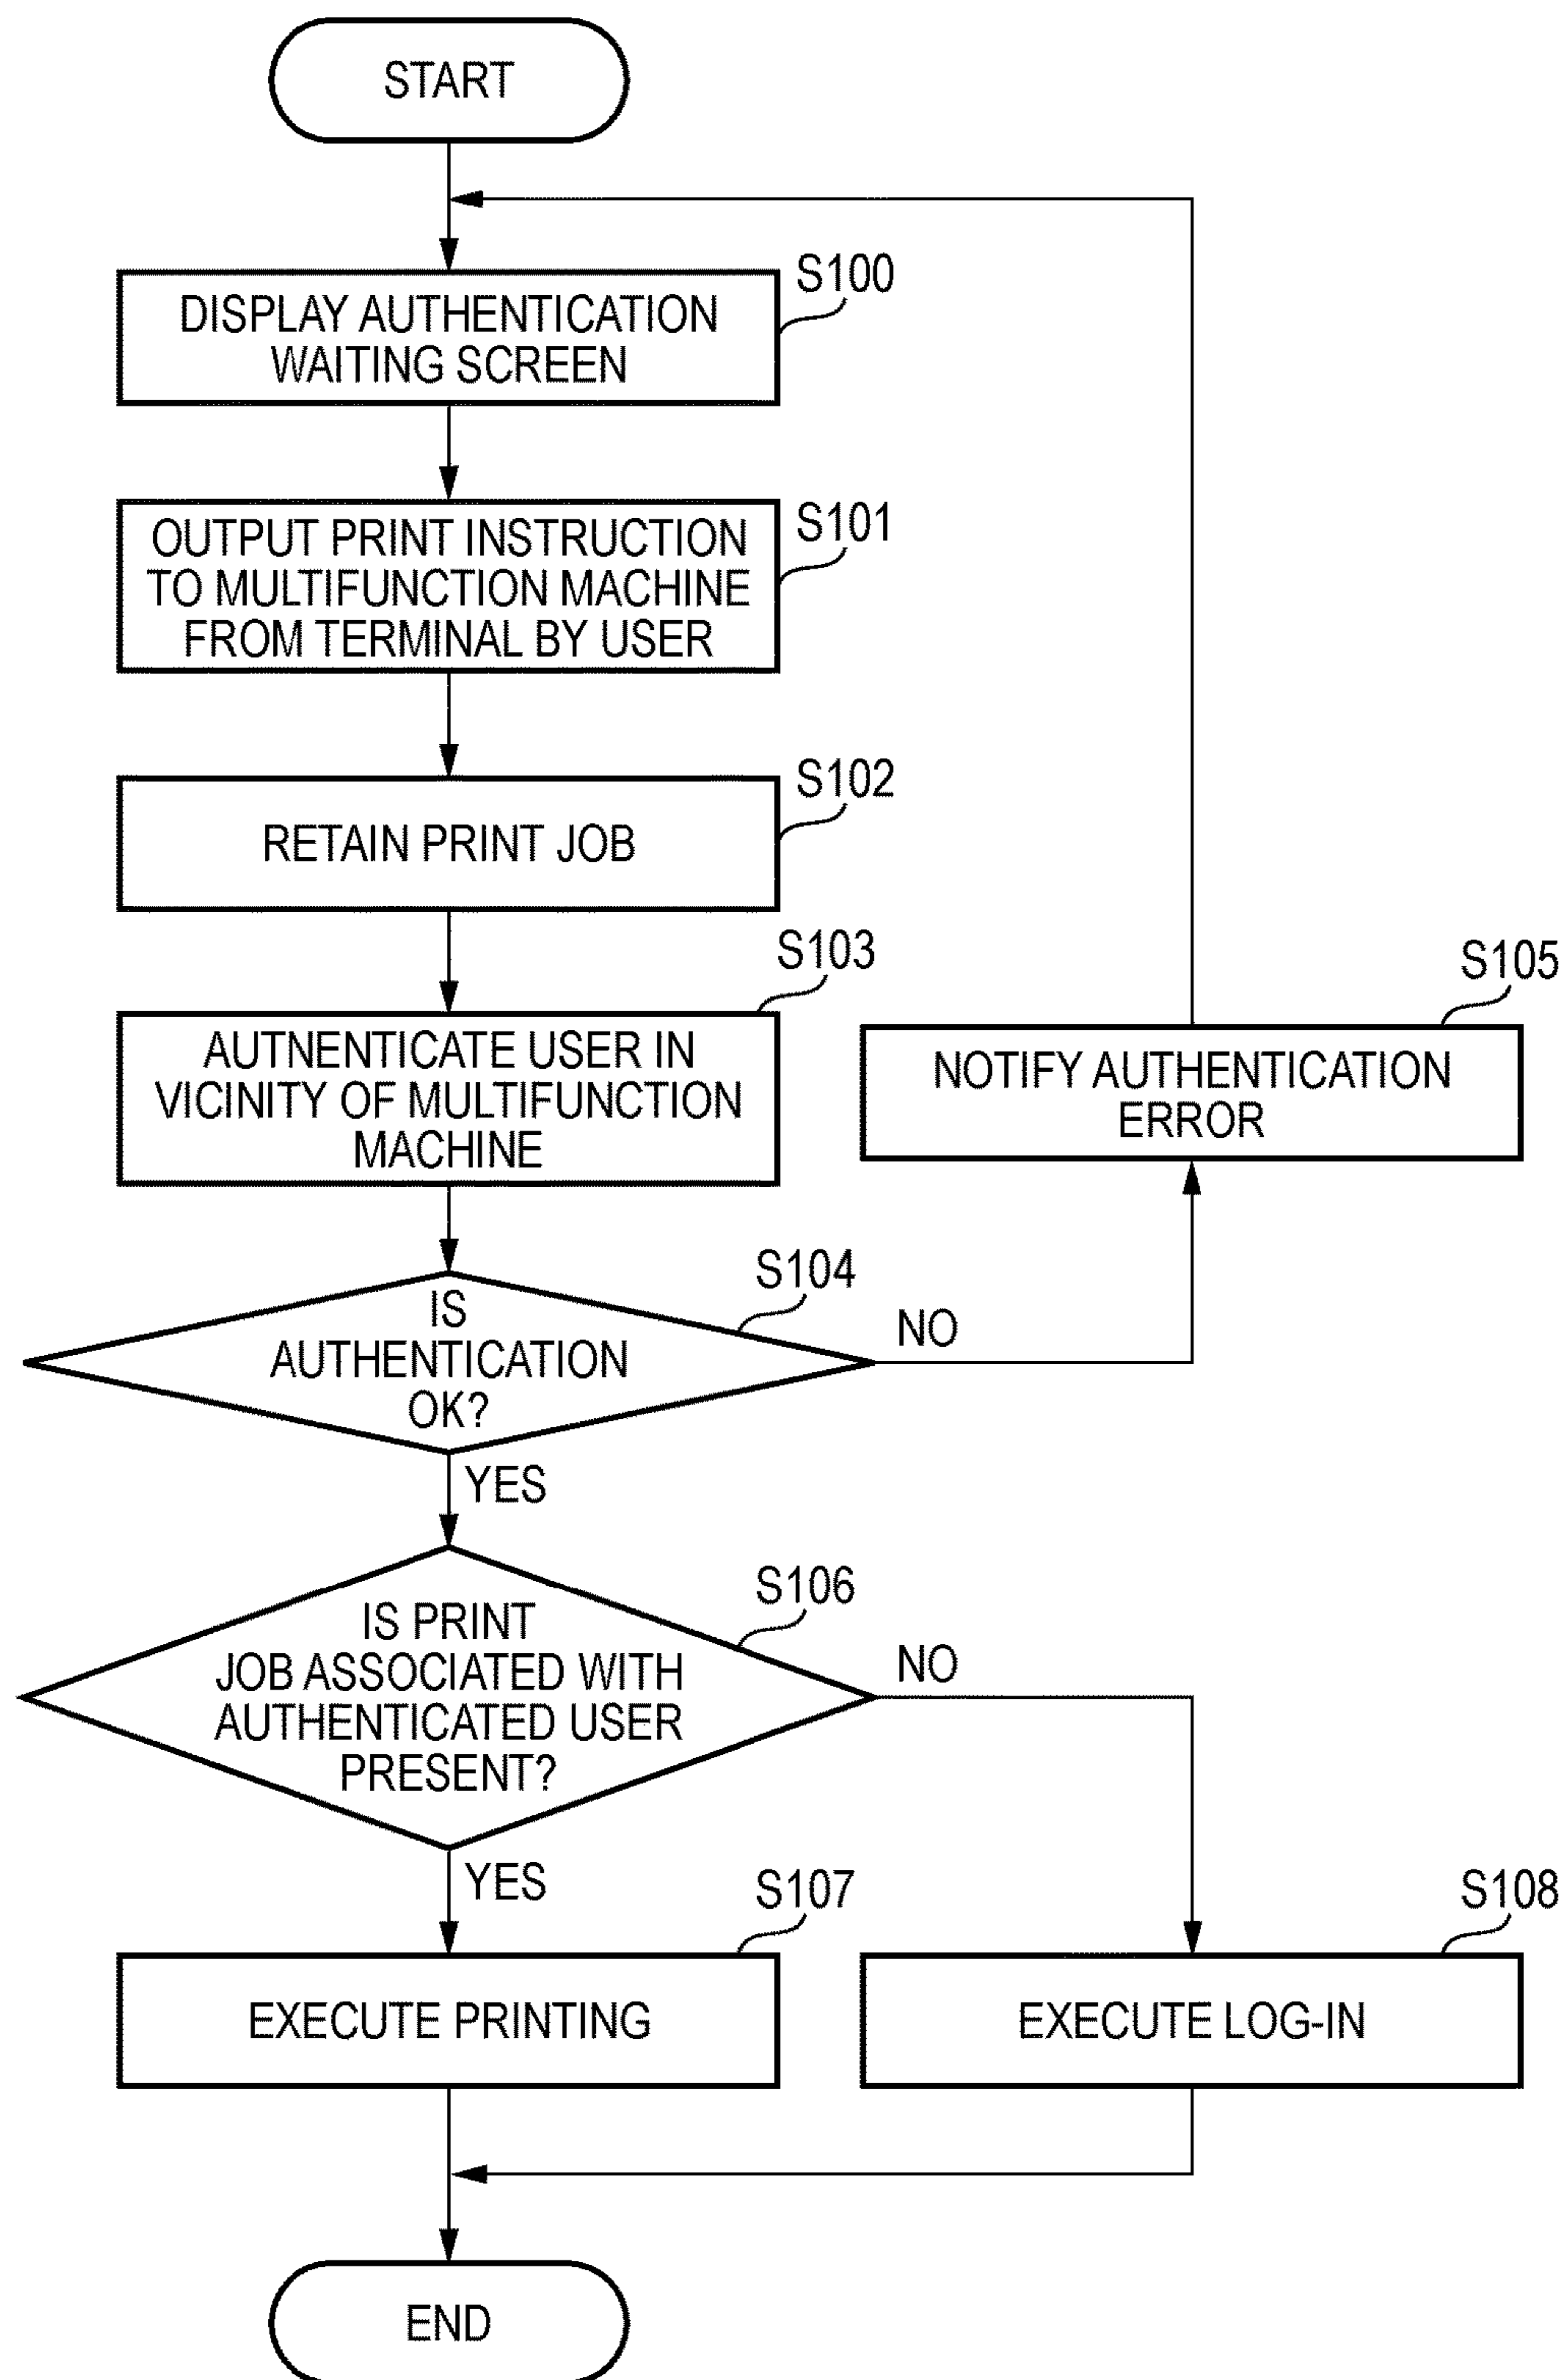 START
S100
DISPLAY AUTHENTICATION
WAITING SCREEN
S101
OUTPUT PRINT INSTRUCTION
TO MULTIFUNCTION MACHINE
FROM TERMINAL BY USER
S102
RETAIN PRINT JOB
S103
AUTNENTICATE USER IN
VICINITY OF MULTIFUNCTION
MACHINE
S105
NOTIFY AUTHENTICATION
ERROR
S104
IS
AUTHENTICATION
OK?
NO
YES
S106
IS PRINT
JOB ASSOCIATED WITH
AUTHENTICATED USER
PRESENT?
NO
YES
S107
EXECUTE PRINTING
S108
EXECUTE LOG-IN
END